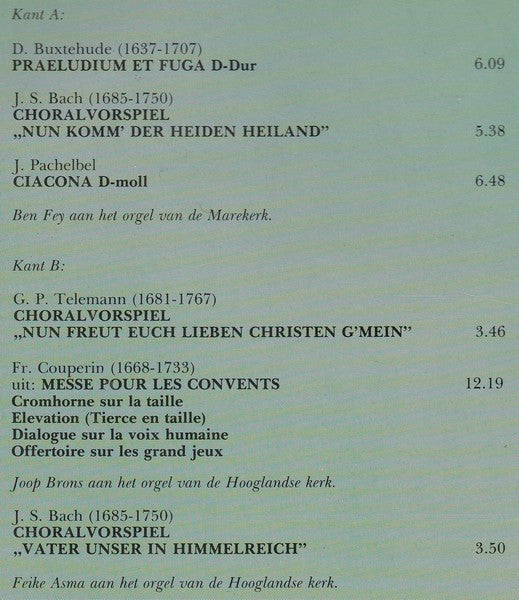 Kant A:
D. Buxtehude (1637-1707)
PRAELUDIUM ET FUGA D-Dur 6.09
J. S. Bach (1685-1750)
CHORALVORSPIEL
„NUN KOMM’ DER HEIDEN HEILAND” 5.38
J. Pachelbel
CIACONA D-moll 6.48
Ben Fey aan het orgel van de Marekerk.
Kant B:
G. P. Telemann (1681-1767)
CHORALVORSPIEL
„NUN FREUT EUCH LIEBEN CHRISTEN G’MEIN” 3.46
Fr. Couperin (1668-1733)
uit: MESSE POUR LES CONVENTS 12.19
Cromhorne sur la taille
Elevation (Tierce en taille)
Dialogue sur la voix humaine
Offertoire sur les grand jeux
Joop Brons aan het orgel van de Hooglandse kerk.
J. S. Bach (1685-1750)
CHORALVORSPIEL
„VATER UNSER IN HIMMELREICH” 3.50
Feike Asma aan het orgel van de Hooglandse kerk.